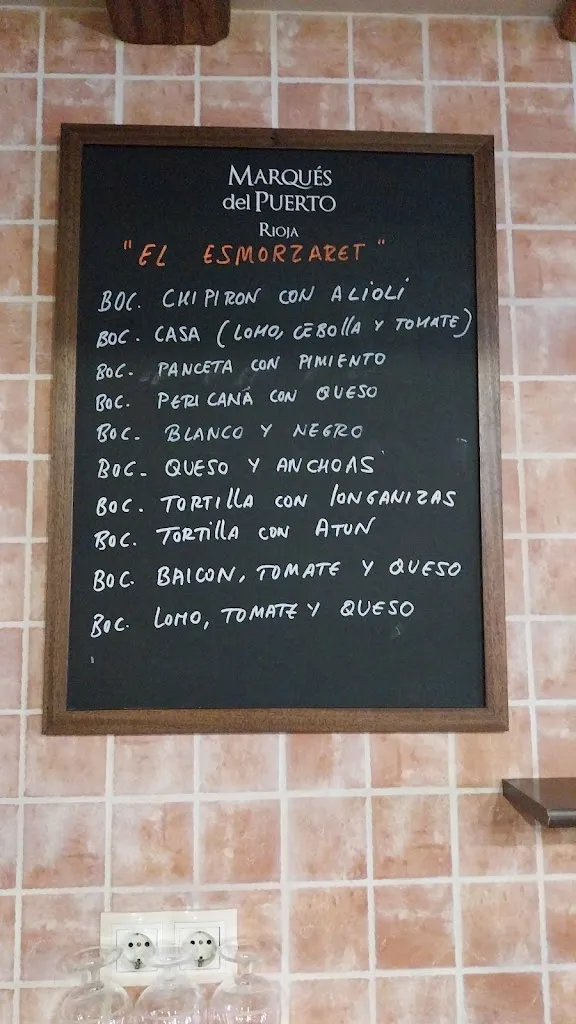 MARQUÉS
del PUERTO
RIOJA
"EL ESMORZARET"
BOC. CHIPIRON CON ALIOLÍ
BOC. CASA (LOMO, CEBOLLA Y TOMATE)
BOC. PANCETA CON PIMIENTO
BOC. PERICANA CON QUESO
BOC. BLANCO Y NEGRO
BOC. QUESO Y ANCHOAS
BOC. TORTILLA CON LONGANIZAS
BOC. TORTILLA CON ATUN
BOC. BAICON, TOMATE Y QUESO
BOC. LOMO, TOMATE Y QUESO